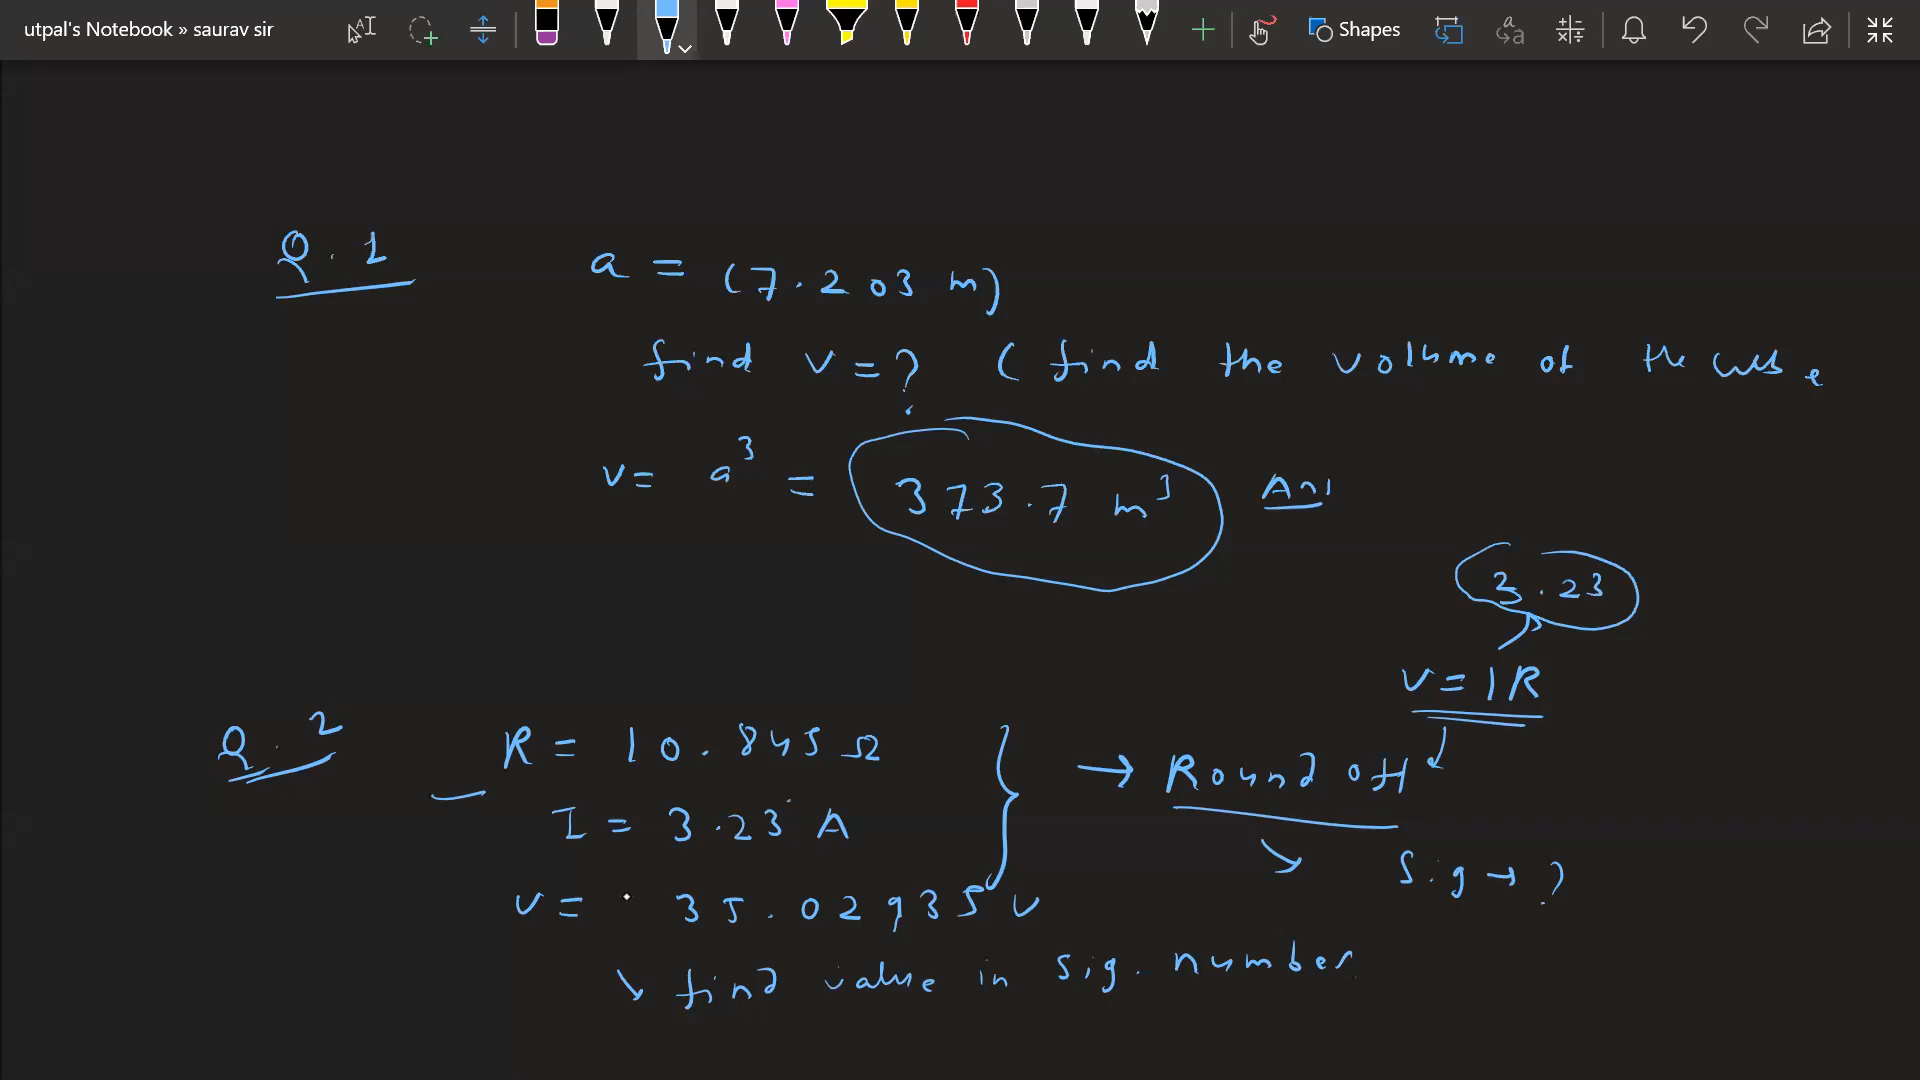 utpal's Notebook » saurav sir
Shapes
Q.1 a = (7.203 m)
find v = ? ( find the volume of the cube
v = a³ = 373.7 m³ Ans
3.23
v = IR
Q.2 R = 10.845 Ω
→ Round off
I = 3.23 A
Sig → ?
v = 35.02935 v
↘ find value in sig. number